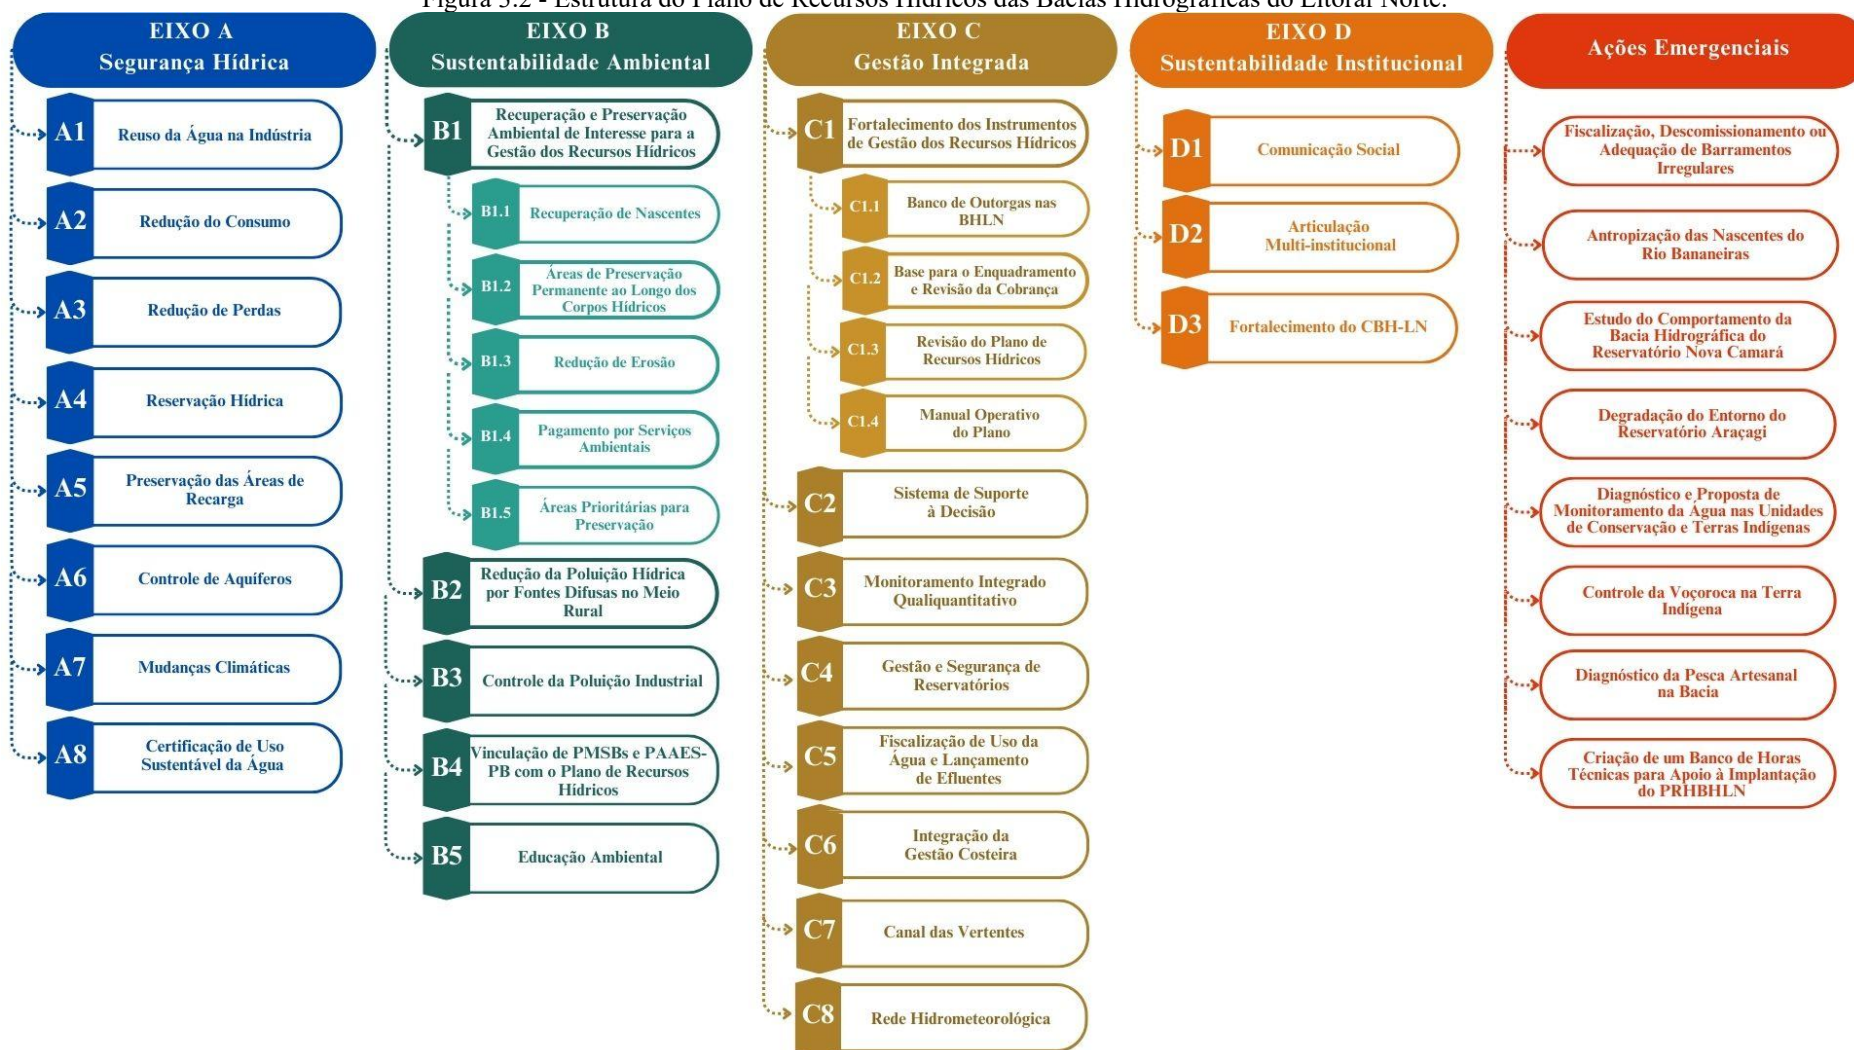 Figura 3.2 - Estrutura do Plano de Recursos Hídricos das Bacias Hidrográficas do Litoral Norte.
EIXO A
Segurança Hídrica
A1
Reuso da Água na Indústria
A2
Redução do Consumo
A3
Redução de Perdas
A4
Reservação Hídrica
A5
Preservação das Áreas de
Recarga
A6
Controle de Aquíferos
A7
Mudanças Climáticas
A8
Certificação de Uso
Sustentável da Água
EIXO B
Sustentabilidade Ambiental
B1
Recuperação e Preservação
Ambiental de Interesse para a
Gestão dos Recursos Hídricos
B1.1
Recuperação de Nascentes
B1.2
Áreas de Preservação
Permanente ao Longo dos
Corpos Hídricos
B1.3
Redução de Erosão
B1.4
Pagamento por Serviços
Ambientais
B1.5
Áreas Prioritárias para
Preservação
B2
Redução da Poluição Hídrica
por Fontes Difusas no Meio
Rural
B3
Controle da Poluição Industrial
B4
Vinculação de PMSBs e PAAES-
PB com o Plano de Recursos
Hídricos
B5
Educação Ambiental
EIXO C
Gestão Integrada
C1
Fortalecimento dos Instrumentos
de Gestão dos Recursos Hídricos
C1.1
Banco de Outorgas nas
BHLN
C1.2
Base para o Enquadramento
e Revisão da Cobrança
C1.3
Revisão do Plano de
Recursos Hídricos
C1.4
Manual Operativo
do Plano
C2
Sistema de Suporte
à Decisão
C3
Monitoramento Integrado
Qualiquantitativo
C4
Gestão e Segurança de
Reservatórios
C5
Fiscalização de Uso da
Água e Lançamento
de Efluentes
C6
Integração da
Gestão Costeira
C7
Canal das Vertentes
C8
Rede Hidrometeorológica
EIXO D
Sustentabilidade Institucional
D1
Comunicação Social
D2
Articulação
Multi-institucional
D3
Fortalecimento do CBH-LN
Ações Emergenciais
Fiscalização, Descomissionamento ou
Adequação de Barramentos
Irregulares
Antropização das Nascentes do
Rio Bananeiras
Estudo do Comportamento da
Bacia Hidrográfica do
Reservatório Nova Camará
Degradação do Entorno do
Reservatório Araçagi
Diagnóstico e Proposta de
Monitoramento da Água nas Unidades
de Conservação e Terras Indígenas
Controle da Voçoroca na Terra
Indígena
Diagnóstico da Pesca Artesanal
na Bacia
Criação de um Banco de Horas
Técnicas para Apoio à Implantação
do PRHBHLN